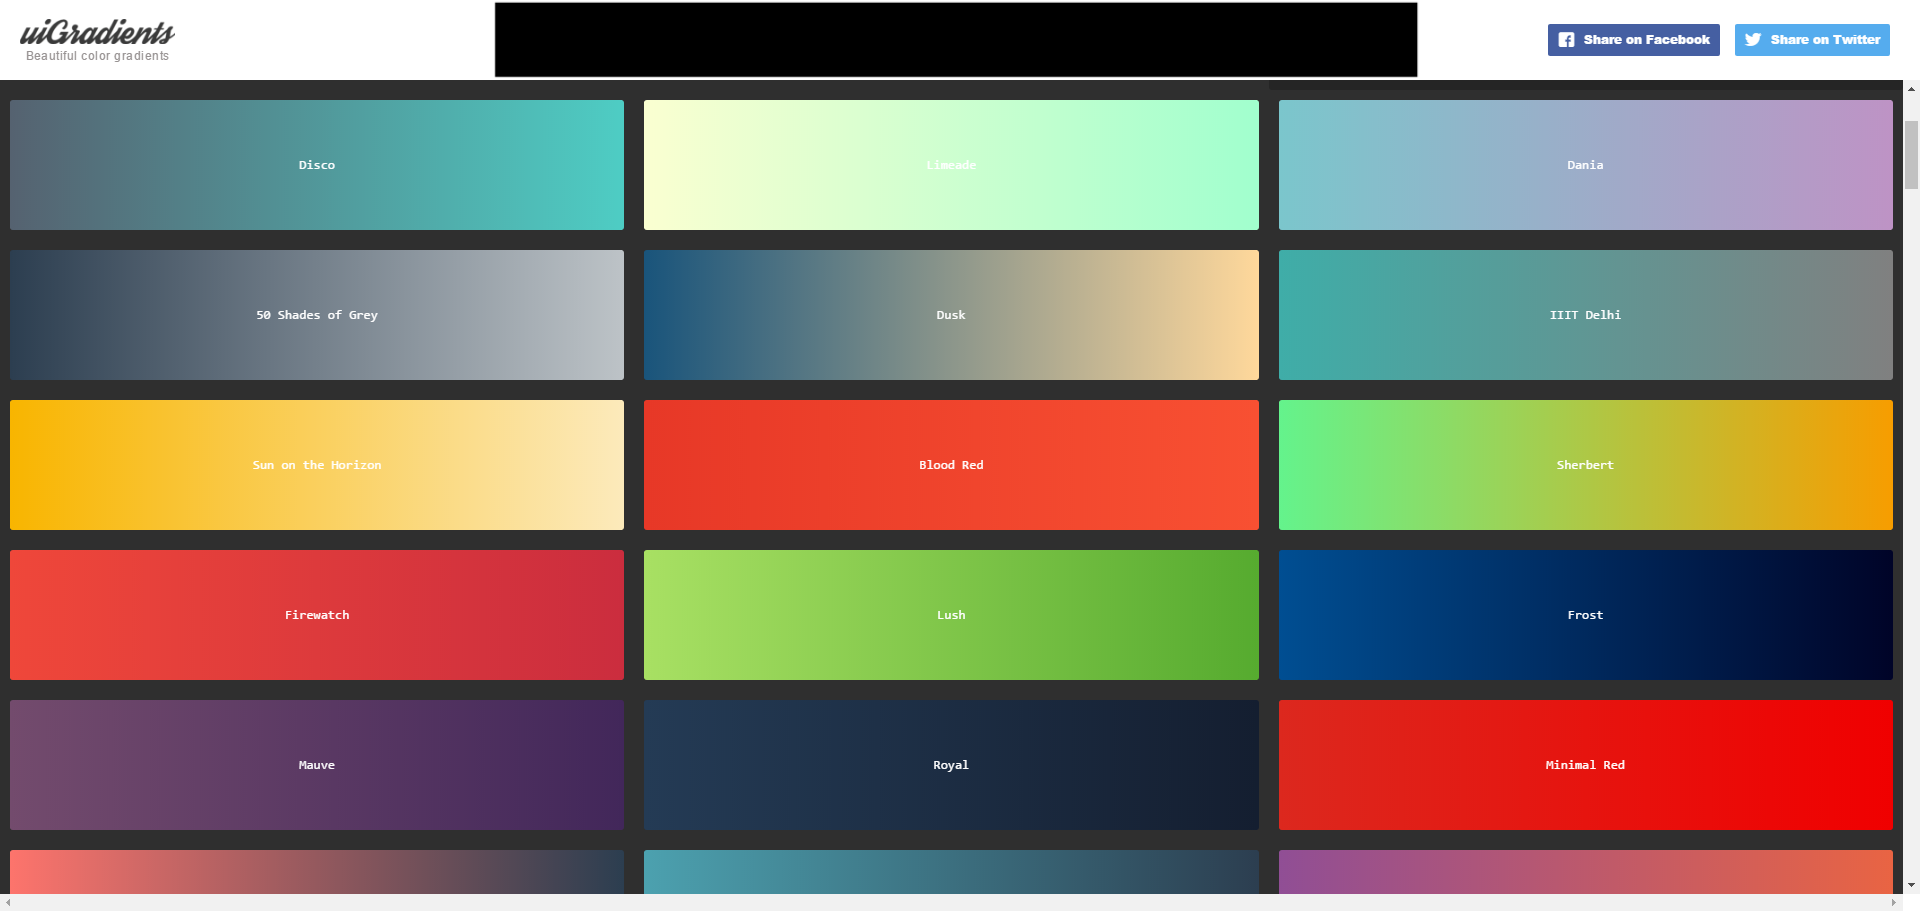 uiGradients
Beautiful color gradients
Share on Facebook
Share on Twitter
Disco
Limeade
Dania
50 Shades of Grey
Dusk
IIIT Delhi
Sun on the Horizon
Blood Red
Sherbert
Firewatch
Lush
Frost
Mauve
Royal
Minimal Red